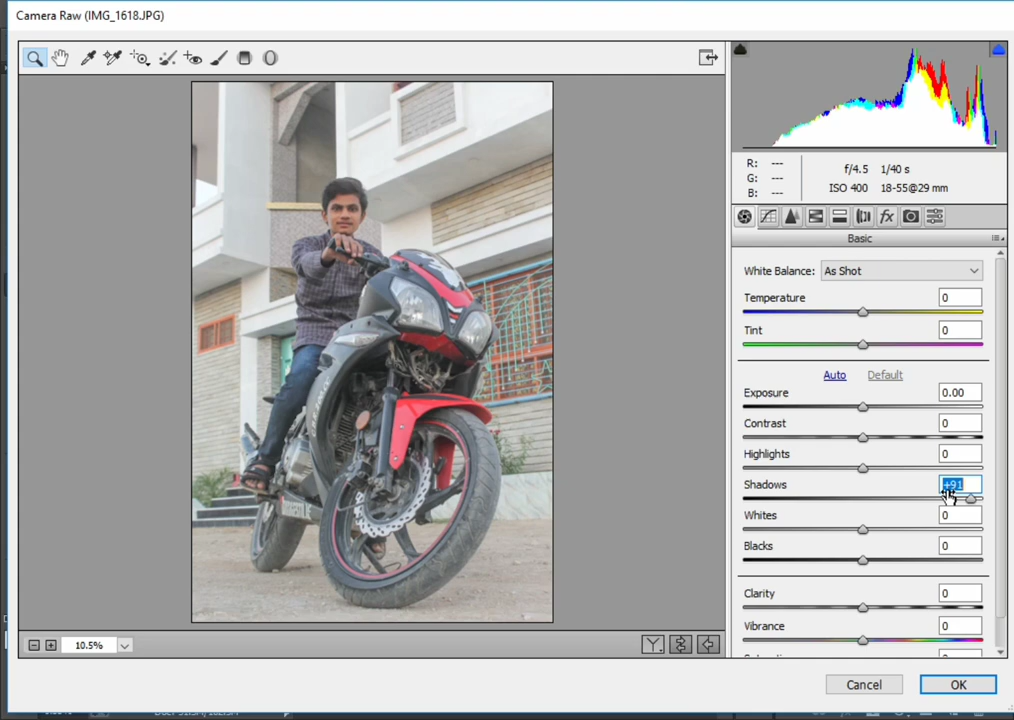 Camera Raw (IMG_1618.JPG)
10.5%
R: ---
G: ---
B: ---
f/4.5 1/40 s
ISO 400 18-55@29 mm
fx
Basic
White Balance: As Shot
Temperature 0
Tint 0
Auto Default
Exposure 0.00
Contrast 0
Highlights 0
Shadows +91
Whites 0
Blacks 0
Clarity 0
Vibrance 0
Cancel OK